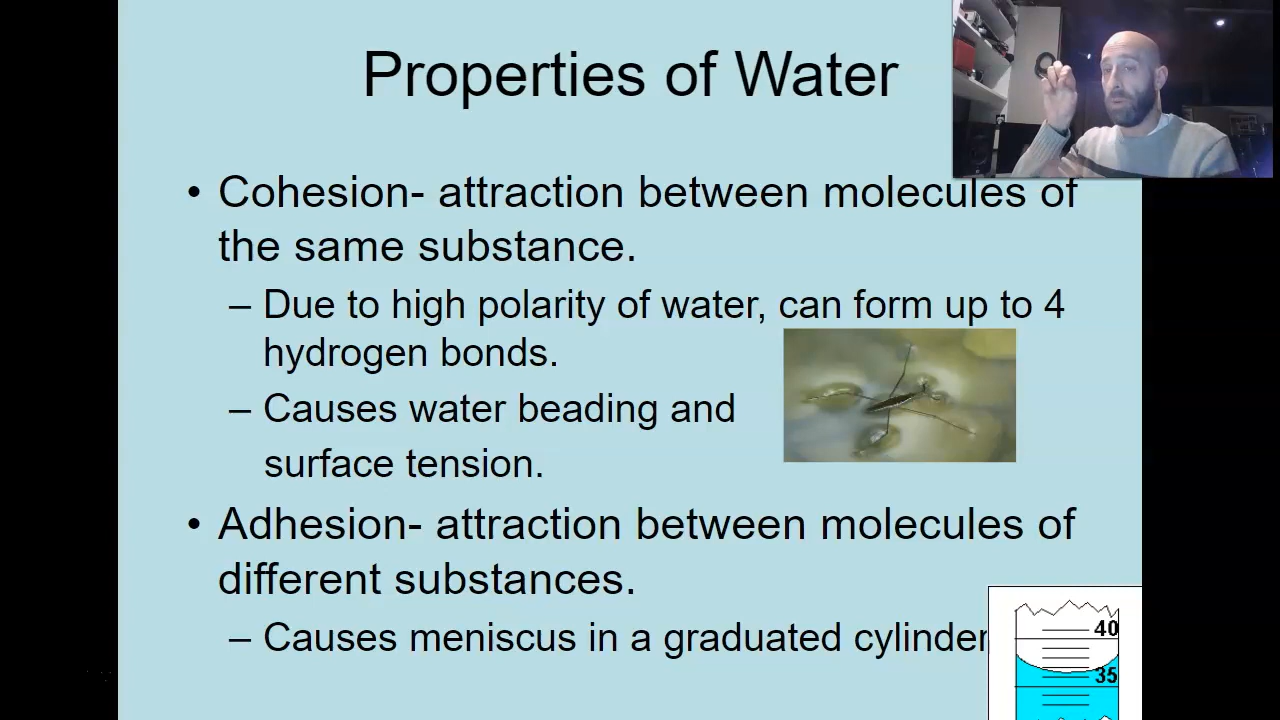 Properties of Water
• Cohesion- attraction between molecules of
the same substance.
– Due to high polarity of water, can form up to 4
hydrogen bonds.
– Causes water beading and
surface tension.
• Adhesion- attraction between molecules of
different substances.
– Causes meniscus in a graduated cylinder
40
35